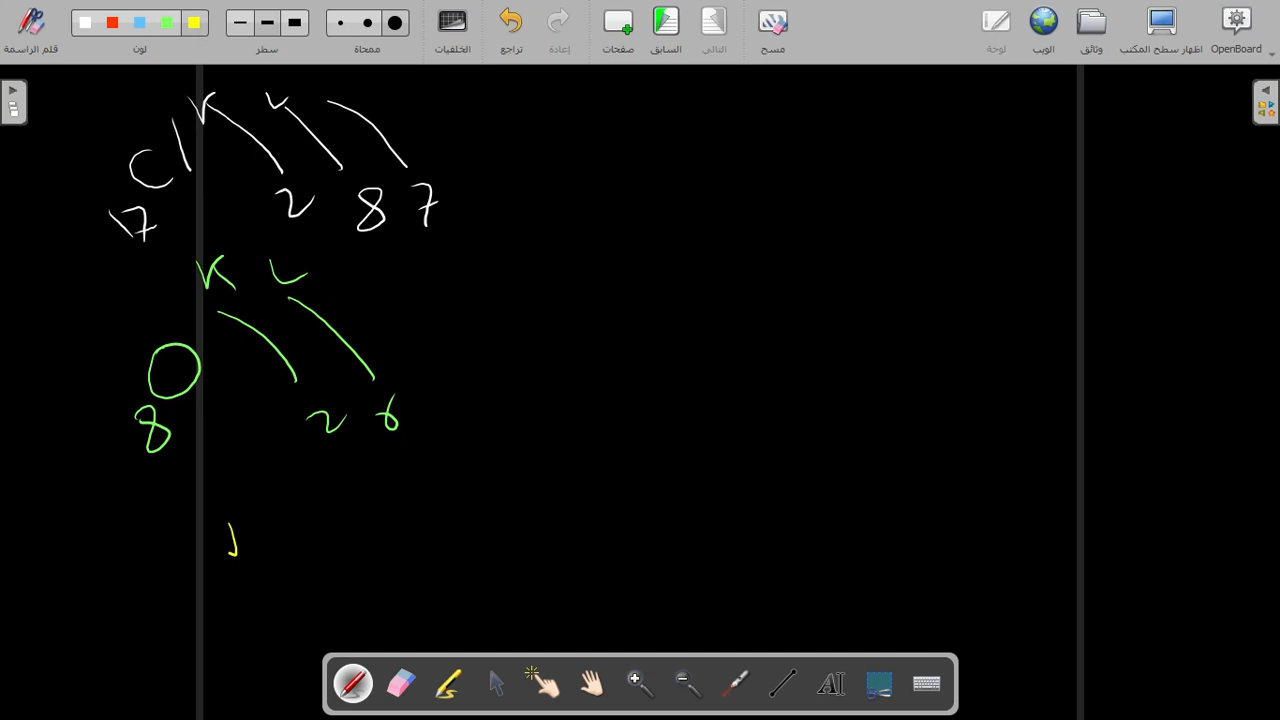 قلم الراسمة لون سطر ممحاة الخلفيات تراجع إعادة صفحات السابق التالي مسح لوحة الويب وثائق اظهار سطح المكتب OpenBoard
K L
Cl
17 2 8 7
K L
O
8 2 6
AI